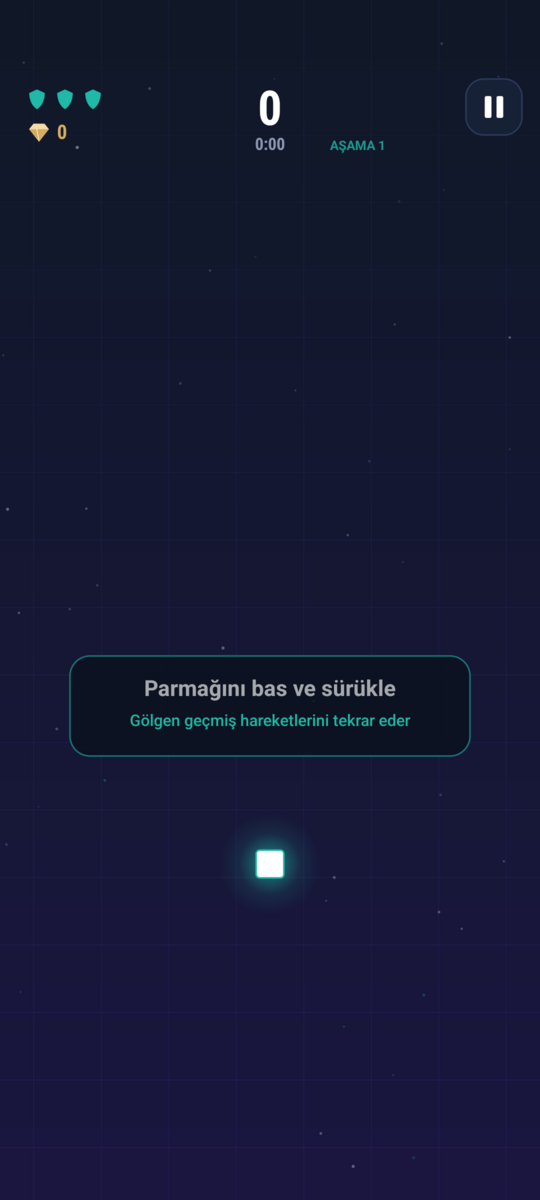 0
0
0:00
AŞAMA 1
Parmağını bas ve sürükle
Gölgen geçmiş hareketlerini tekrar eder